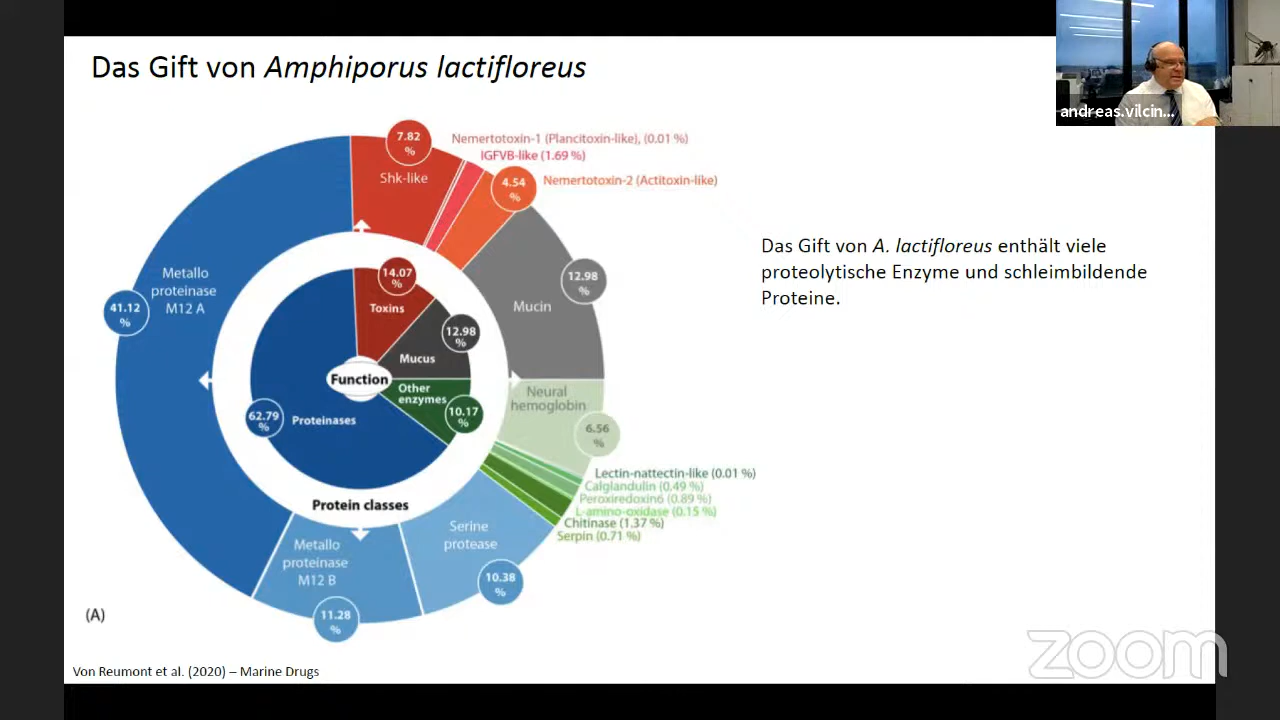 Das Gift von Amphiporus lactifloreus
andreas.vilcin...
7.82
%
Shk-like
Nemertotoxin-1 (Plancitoxin-like), (0.01 %)
IGFVB-like (1.69 %)
4.54
%
Nemertotoxin-2 (Actitoxin-like)
Das Gift von A. lactifloreus enthält viele
proteolytische Enzyme und schleimbildende
Proteine.
Metallo
proteinase
M12 A
41.12
%
12.98
%
Mucin
14.07
%
Toxins
12.98
%
Mucus
Function
Other
enzymes
10.17
%
62.79
%
Proteinases
Neural
hemoglobin
6.56
%
Lectin-nattectin-like (0.01 %)
Calglandulin (0.49 %)
Peroxiredoxin6 (0.89 %)
L-amino-oxidase (0.15 %)
Chitinase (1.37 %)
Serpin (0.71 %)
Protein classes
Serine
protease
10.38
%
Metallo
proteinase
M12 B
11.28
%
(A)
Von Reumont et al. (2020) – Marine Drugs
zoom